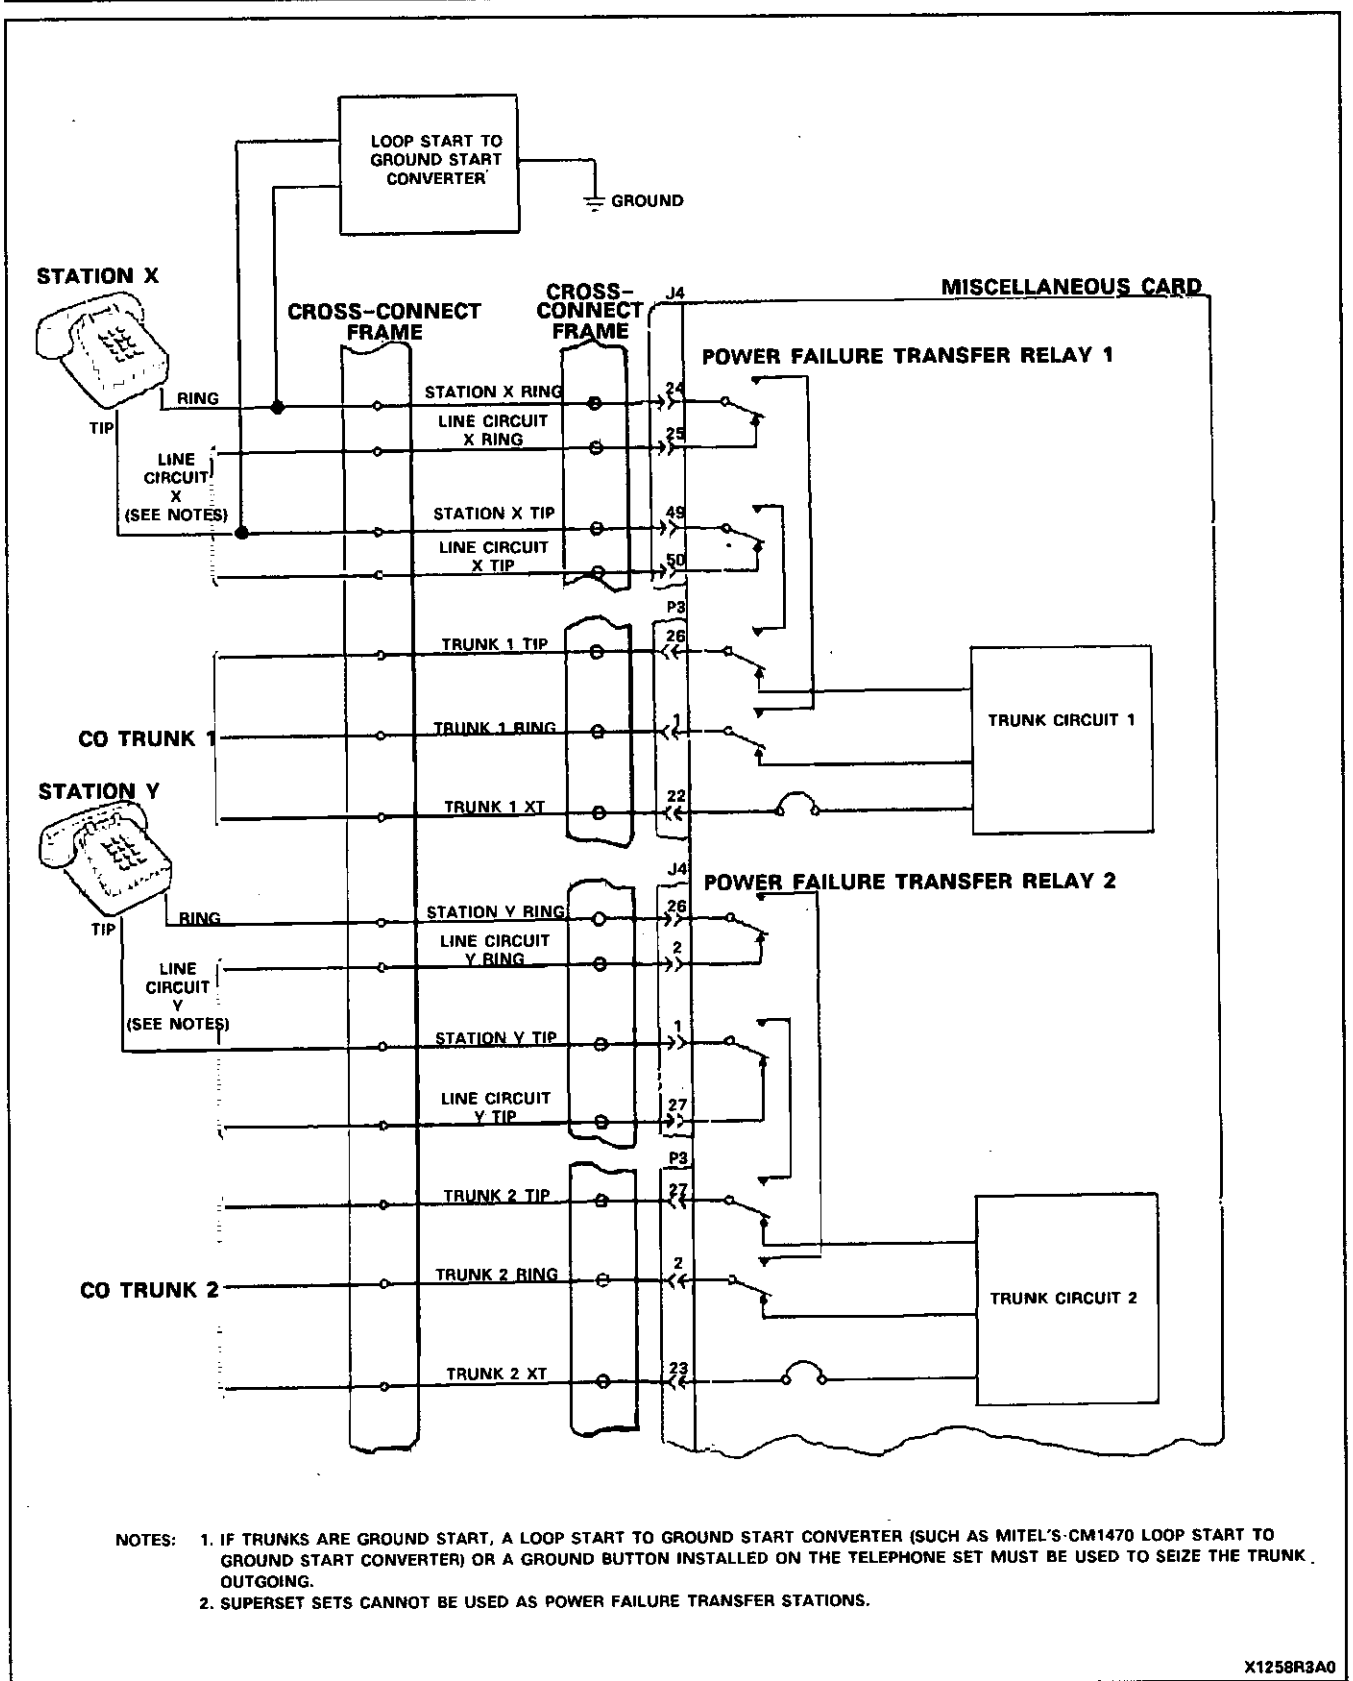 LOOP START TO
GROUND START
CONVERTER
GROUND
STATION X
CROSS-CONNECT
FRAME
CROSS-
CONNECT
FRAME
J4
MISCELLANEOUS CARD
POWER FAILURE TRANSFER RELAY 1
RING
TIP
STATION X RING
24
LINE CIRCUIT
X RING
25
LINE
CIRCUIT
X
(SEE NOTES)
STATION X TIP
49
LINE CIRCUIT
X TIP
50
P3
TRUNK 1 TIP
26
CO TRUNK 1
TRUNK 1 RING
1
TRUNK CIRCUIT 1
TRUNK 1 XT
22
STATION Y
J4
POWER FAILURE TRANSFER RELAY 2
RING
TIP
STATION Y RING
26
LINE CIRCUIT
Y RING
2
LINE
CIRCUIT
Y
(SEE NOTES)
STATION Y TIP
1
LINE CIRCUIT
Y TIP
27
P3
TRUNK 2 TIP
27
CO TRUNK 2
TRUNK 2 RING
2
TRUNK CIRCUIT 2
TRUNK 2 XT
23
NOTES: 1. IF TRUNKS ARE GROUND START, A LOOP START TO GROUND START CONVERTER (SUCH AS MITEL'S-CM1470 LOOP START TO
GROUND START CONVERTER) OR A GROUND BUTTON INSTALLED ON THE TELEPHONE SET MUST BE USED TO SEIZE THE TRUNK
OUTGOING.
2. SUPERSET SETS CANNOT BE USED AS POWER FAILURE TRANSFER STATIONS.
X1258R3A0